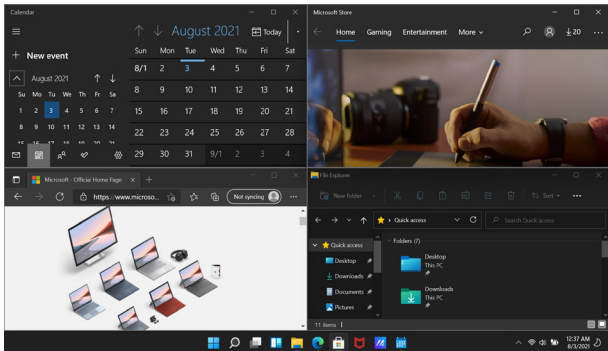 Calendar
August 2021
Today
New event
August 2021
Su Mo Tu We Th Fr Sa
1 2 3 4 5 6 7
8 9 10 11 12 13 14
Sun Mon Tue Wed Thu Fri Sat
8/1 2 3 4 5 6 7
8 9 10 11 12 13 14
15 16 17 18 19 20 21
22 23 24 25 26 27 28
29 30 31 9/1 2 3 4
Microsoft Store
Home Gaming Entertainment More
20
Microsoft - Official Home Page
https://www.microso...
Not syncing
File Explorer
New folder
Sort
Quick access
Search Quick access
Quick access
Desktop
Downloads
Documents
Pictures
Folders (7)
Desktop
This PC
Downloads
This PC
11 items
12:37 AM
8/3/2021